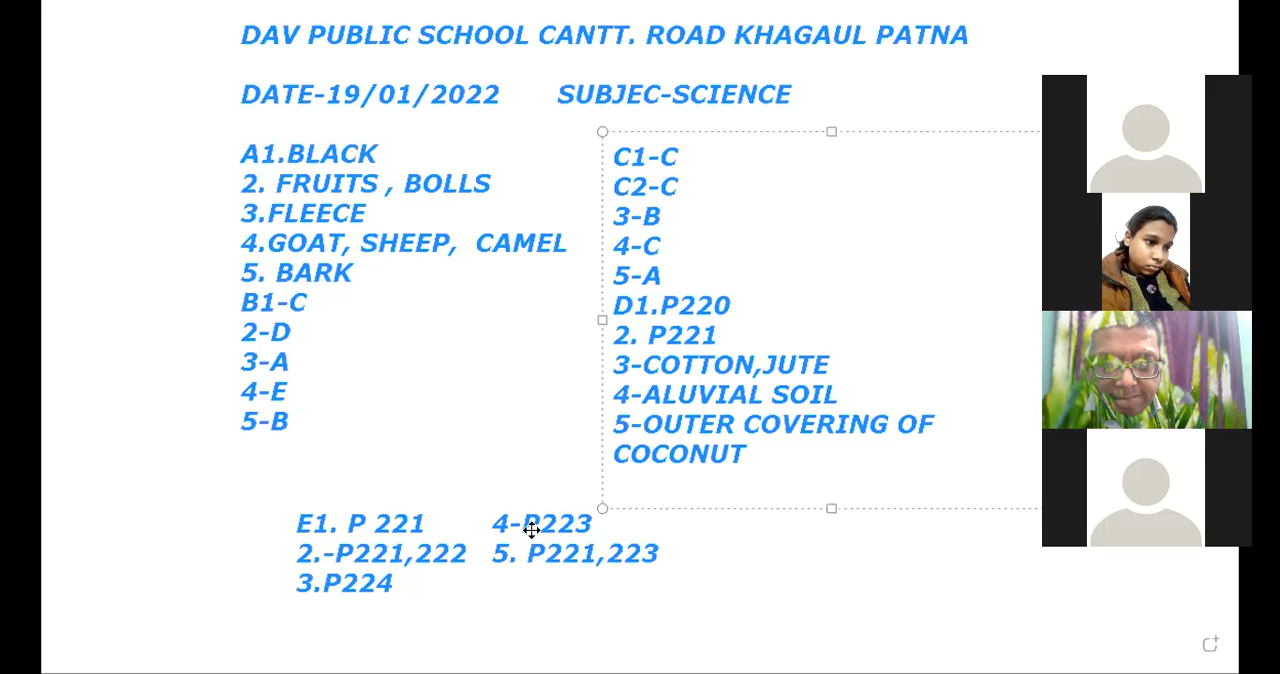 DAV PUBLIC SCHOOL CANTT. ROAD KHAGAUL PATNA
DATE-19/01/2022 SUBJEC-SCIENCE
A1.BLACK
2. FRUITS , BOLLS
3.FLEECE
4.GOAT, SHEEP, CAMEL
5. BARK
B1-C
2-D
3-A
4-E
5-B
C1-C
C2-C
3-B
4-C
5-A
D1.P220
2. P221
3-COTTON,JUTE
4-ALUVIAL SOIL
5-OUTER COVERING OF
COCONUT
E1. P 221 4-P223
2.-P221,222 5. P221,223
3.P224